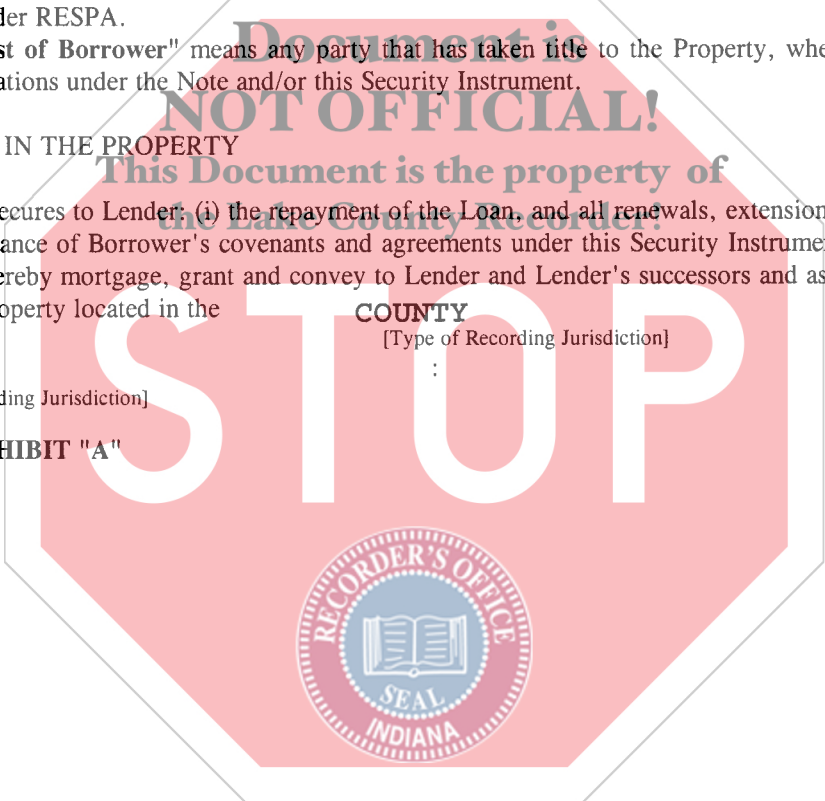 der RESPA.
Document is
st of Borrower" means any party that has taken title to the Property, whe
ations under the Note and/or this Security Instrument.
NOT OFFICIAL!
IN THE PROPERTY
This Document is the property of
ecures to Lender: (i) the repayment of the Loan, and all renewals, extension
the Lake County Recorder!
ance of Borrower's covenants and agreements under this Security Instrume
ereby mortgage, grant and convey to Lender and Lender's successors and as
operty located in the COUNTY
[Type of Recording Jurisdiction]
:
ding Jurisdiction]
HIBIT "A"
STOP
RECORDER'S OFFICE
SEAL
INDIANA